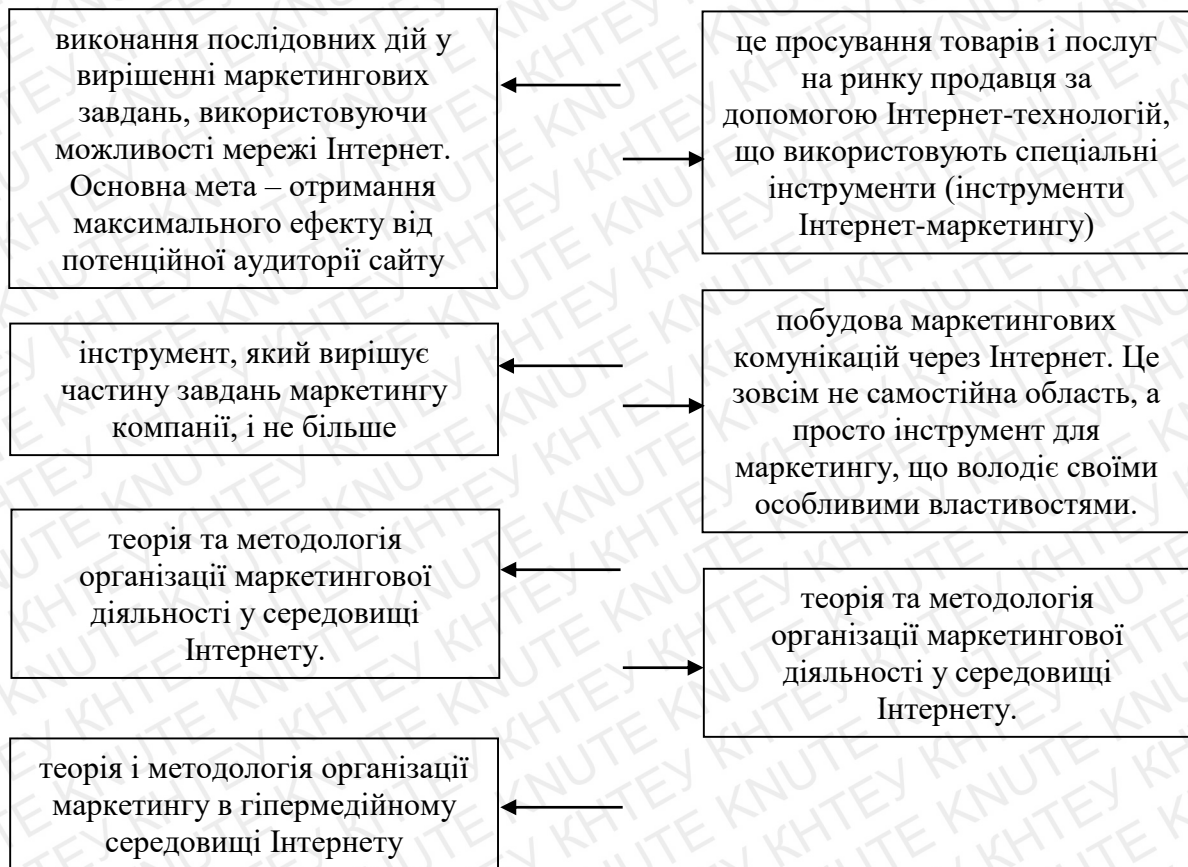 виконання послідовних дій у
вирішенні маркетингових
завдань, використовуючи
можливості мережі Інтернет.
Основна мета – отримання
максимального ефекту від
потенційної аудиторії сайту
це просування товарів і послуг
на ринку продавця за
допомогою Інтернет-технологій,
що використовують спеціальні
інструменти (інструменти
Інтернет-маркетингу)
інструмент, який вирішує
частину завдань маркетингу
компанії, і не більше
побудова маркетингових
комунікацій через Інтернет. Це
зовсім не самостійна область, а
просто інструмент для
маркетингу, що володіє своїми
особливими властивостями.
теорія та методологія
організації маркетингової
діяльності у середовищі
Інтернету.
теорія та методологія
організації маркетингової
діяльності у середовищі
Інтернету.
теорія і методологія організації
маркетингу в гіпермедійному
середовищі Інтернету